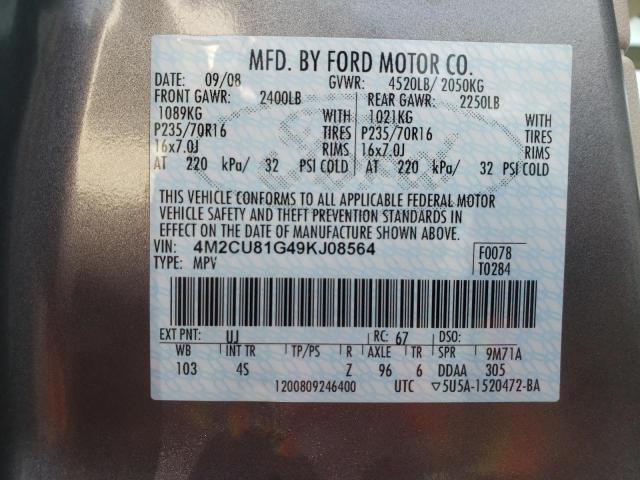 MFD. BY FORD MOTOR CO.
DATE: 09/08 GVWR: 4520LB/ 2050KG
FRONT GAWR: 2400LB REAR GAWR: 2250LB
1089KG WITH 1021KG WITH
P235/70R16 TIRES P235/70R16 TIRES
16x7.0J RIMS 16x7.0J RIMS
AT 220 kPa/ 32 PSI COLD AT 220 kPa/ 32 PSI COLD
THIS VEHICLE CONFORMS TO ALL APPLICABLE FEDERAL MOTOR
VEHICLE SAFETY AND THEFT PREVENTION STANDARDS IN
EFFECT ON THE DATE OF MANUFACTURE SHOWN ABOVE.
VIN: 4M2CU81G49KJ08564 F0078
TYPE: MPV T0284
EXT PNT: UJ RC: 67 DSO:
WB INT TR TP/PS R AXLE TR SPR 9M71A
103 4S Z 96 6 DDAA 305
1200809246400 UTC ▽5U5A-1520472-BA